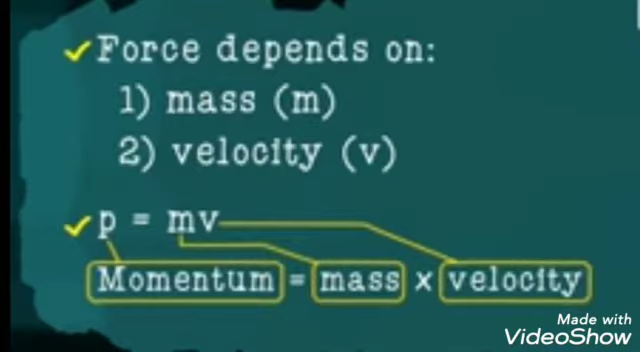 Force depends on:
1) mass (m)
2) velocity (v)
p = mv
Momentum = mass x velocity
Made with
VideoShow